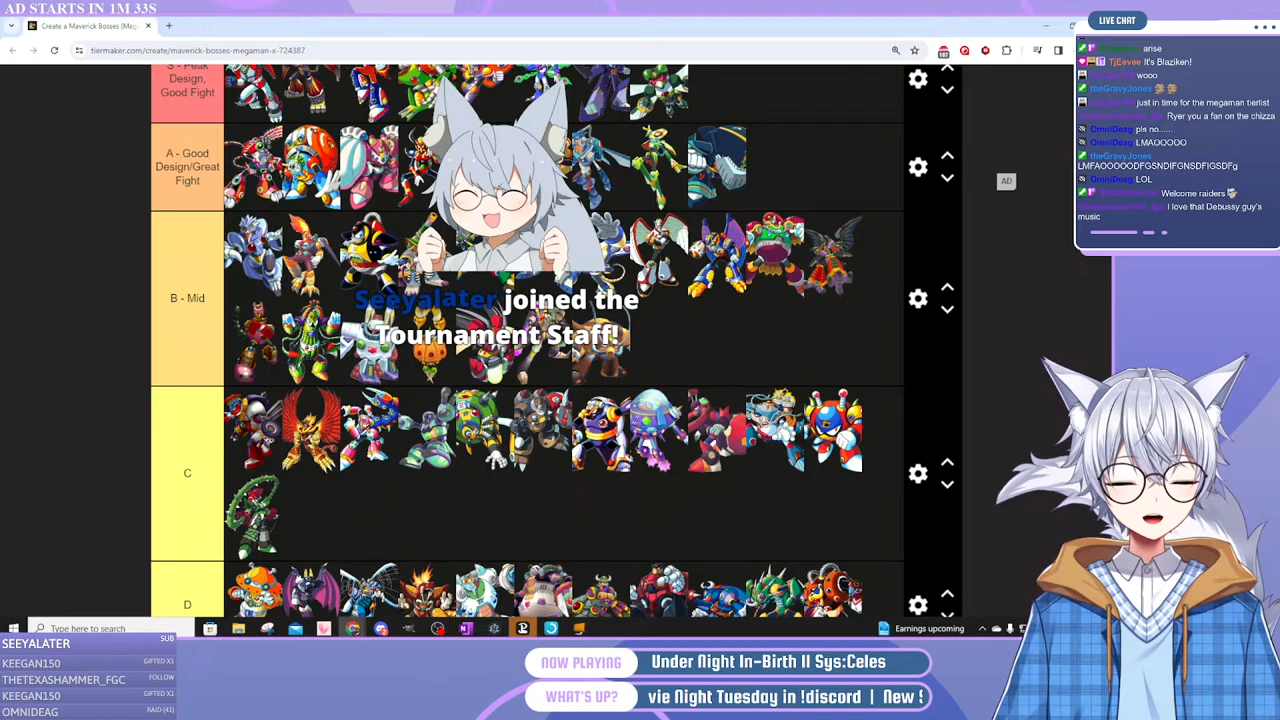 AD STARTS IN 1M 33S
Create a Maverick Bosses (Meg
tiermaker.com/create/maverick-bosses-megaman-x-724387
S - Peak
Design,
Good Fight
A - Good
Design/Great
Fight
B - Mid
C
D
AD
Seeyalater joined the
Tournament Staff!
LIVE CHAT
arise
TjEevee It's Blaziken!
wooo
theGravyJones
just in time for the megaman tierlist
Ryer you a fan on the chizza
OmniDeag pls no......
OmniDeag LMAOOOOO
theGravyJones
LMFAOOOOODFGSNDIFGNSDFIGSDFg
OmniDeag LOL
Welcome raiders
I love that Debussy guy's
music
Type here to search
Earnings upcoming
SEEYALATER SUB
KEEGAN150 GIFTED X1
THETEXASHAMMER_FGC FOLLOW
KEEGAN150 GIFTED X1
OMNIDEAG RAID (41)
NOW PLAYING Under Night In-Birth II Sys:Celes
WHAT'S UP? vie Night Tuesday in !discord | New